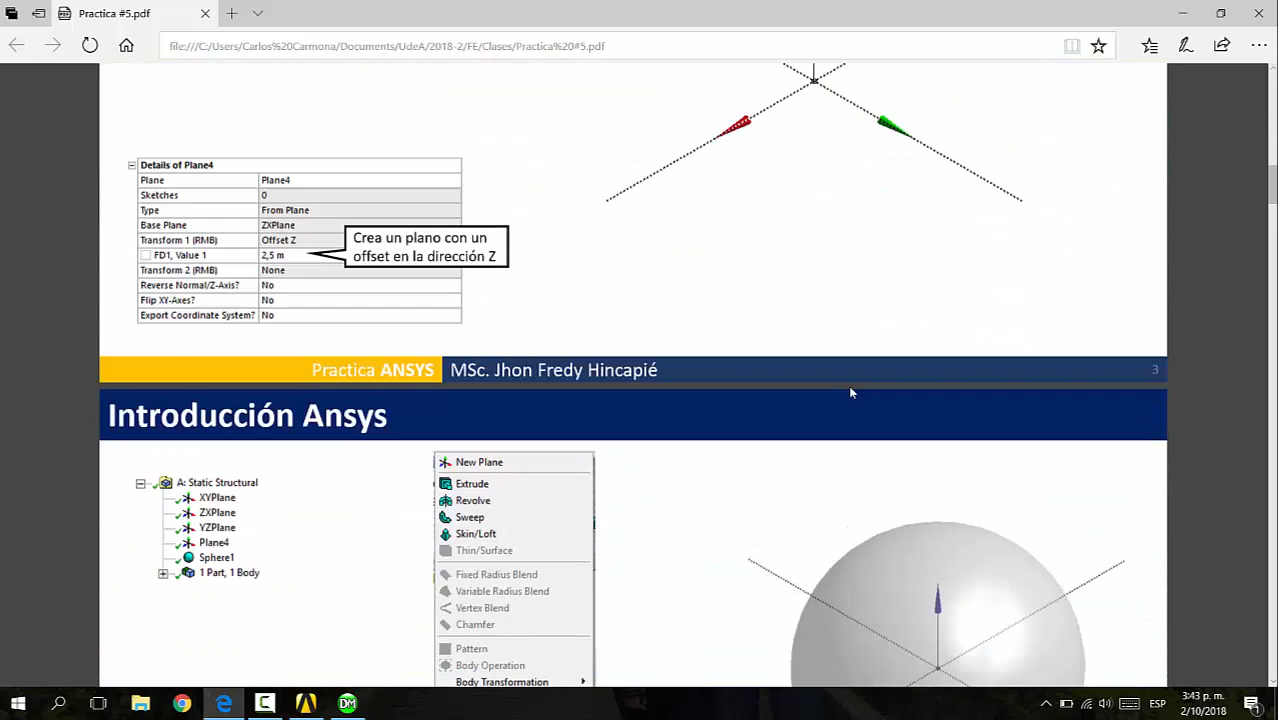 Practica #5.pdf
file:///C:/Users/Carlos%20Carmona/Documents/UdeA/2018-2/FE/Clases/Practica%20#5.pdf
Details of Plane4
Plane Plane4
Sketches 0
Type From Plane
Base Plane ZXPlane
Transform 1 (RMB) Offset Z
FD1, Value 1 2,5 m
Transform 2 (RMB) None
Reverse Normal/Z-Axis? No
Flip XY-Axes? No
Export Coordinate System? No
Crea un plano con un
offset en la dirección Z
Practica ANSYS MSc. Jhon Fredy Hincapié 3
Introducción Ansys
A: Static Structural
XYPlane
ZXPlane
YZPlane
Plane4
Sphere1
1 Part, 1 Body
New Plane
Extrude
Revolve
Sweep
Skin/Loft
Thin/Surface
Fixed Radius Blend
Variable Radius Blend
Vertex Blend
Chamfer
Pattern
Body Operation
Body Transformation
DM
ESP
3:43 p. m.
2/10/2018
1